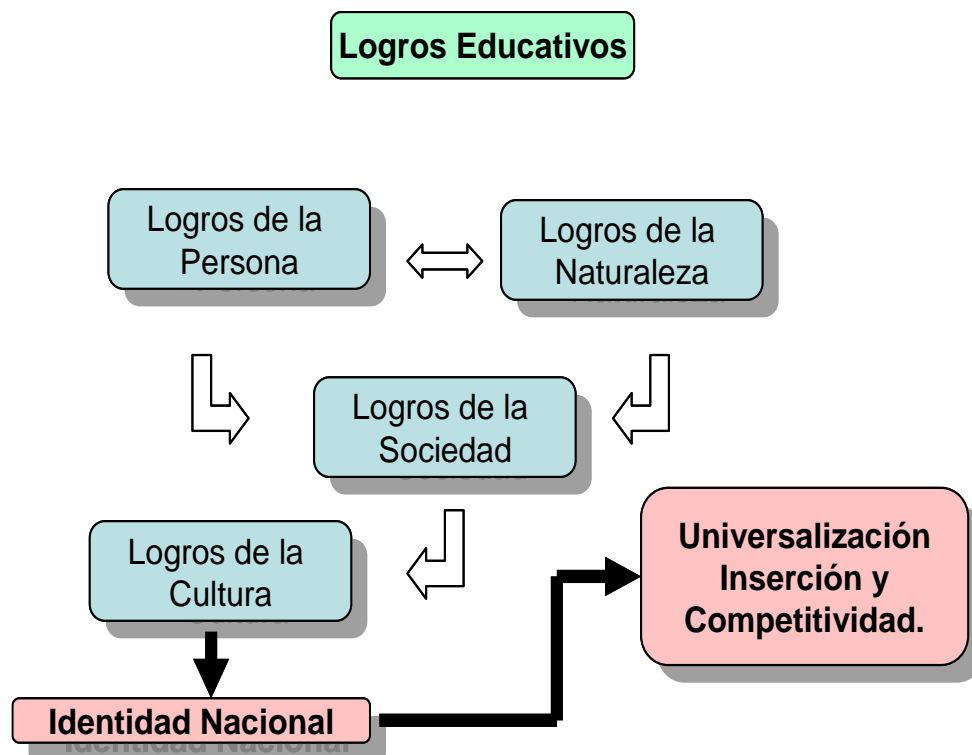 Logros Educativos
Logros de la
Persona
Logros de la
Naturaleza
Logros de la
Sociedad
Logros de la
Cultura
Universalización
Inserción y
Competitividad.
Identidad Nacional